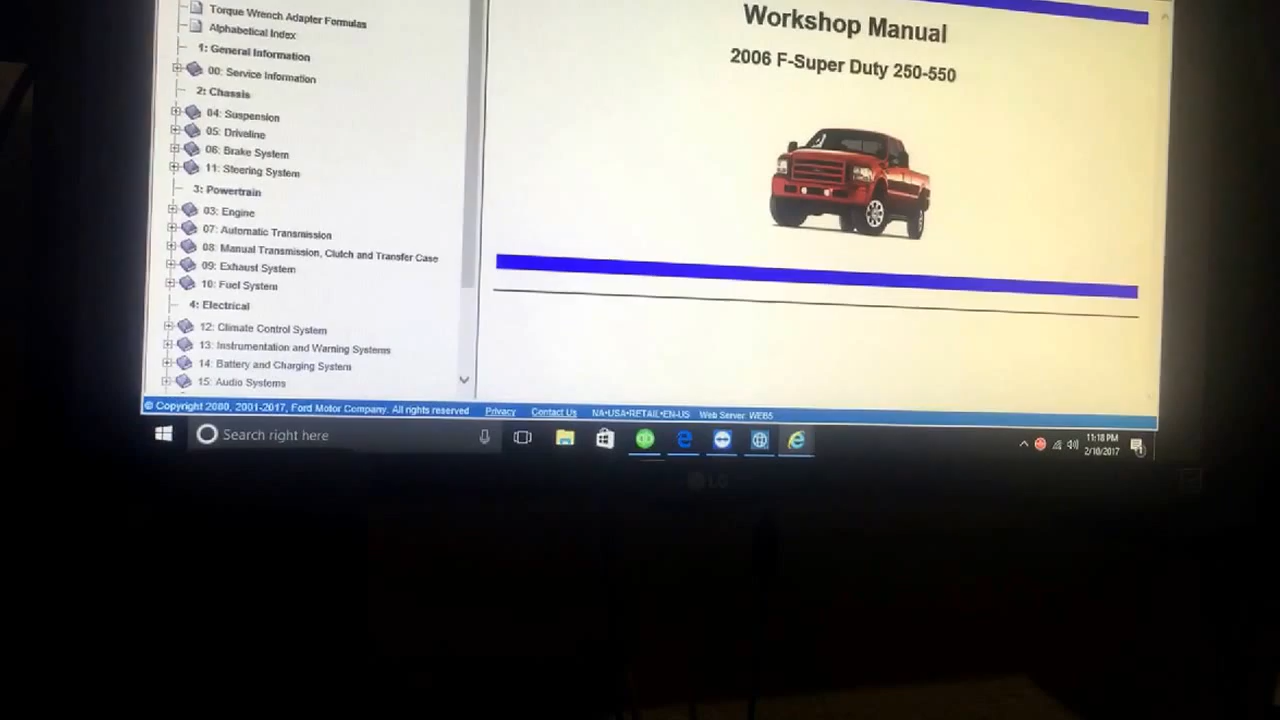 Torque Wrench Adapter Formulas
Alphabetical Index
1: General Information
00: Service Information
2: Chassis
04: Suspension
05: Driveline
06: Brake System
11: Steering System
3: Powertrain
03: Engine
07: Automatic Transmission
08: Manual Transmission, Clutch and Transfer Case
09: Exhaust System
10: Fuel System
4: Electrical
12: Climate Control System
13: Instrumentation and Warning Systems
14: Battery and Charging System
15: Audio Systems
Workshop Manual
2006 F-Super Duty 250-550
© Copyright 2000, 2001-2017, Ford Motor Company. All rights reserved Privacy Contact Us NA•USA•RETAIL•EN-US Web Server: WEB5
Search right here
11:18 PM
2/10/2017
LG